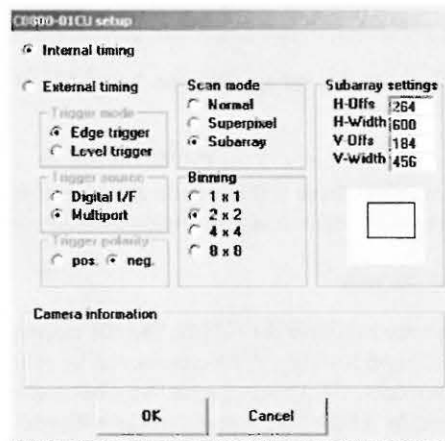 C8800-01CU setup
Internal timing
External timing
Trigger mode
Edge trigger
Level trigger
Trigger source
Digital I/F
Multiport
Trigger polarity
pos.
neg.
Scan mode
Normal
Superpixel
Subarray
Binning
1 x 1
2 x 2
4 x 4
8 x 8
Subarray settings
H-Offs 264
H-Width 600
V-Offs 184
V-Width 456
Camera information
OK
Cancel